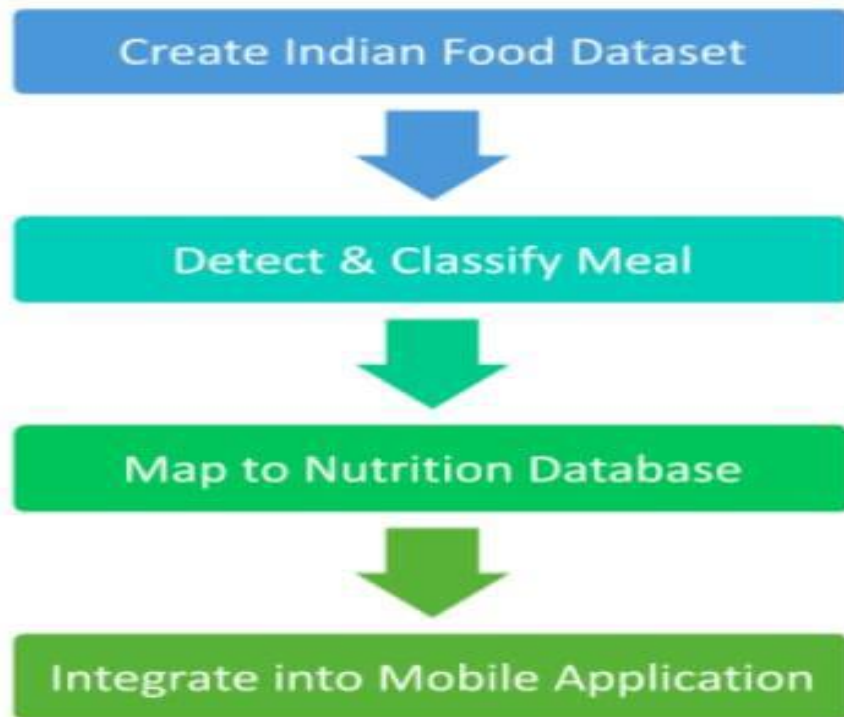 Create Indian Food Dataset
Detect & Classify Meal
Map to Nutrition Database
Integrate into Mobile Application